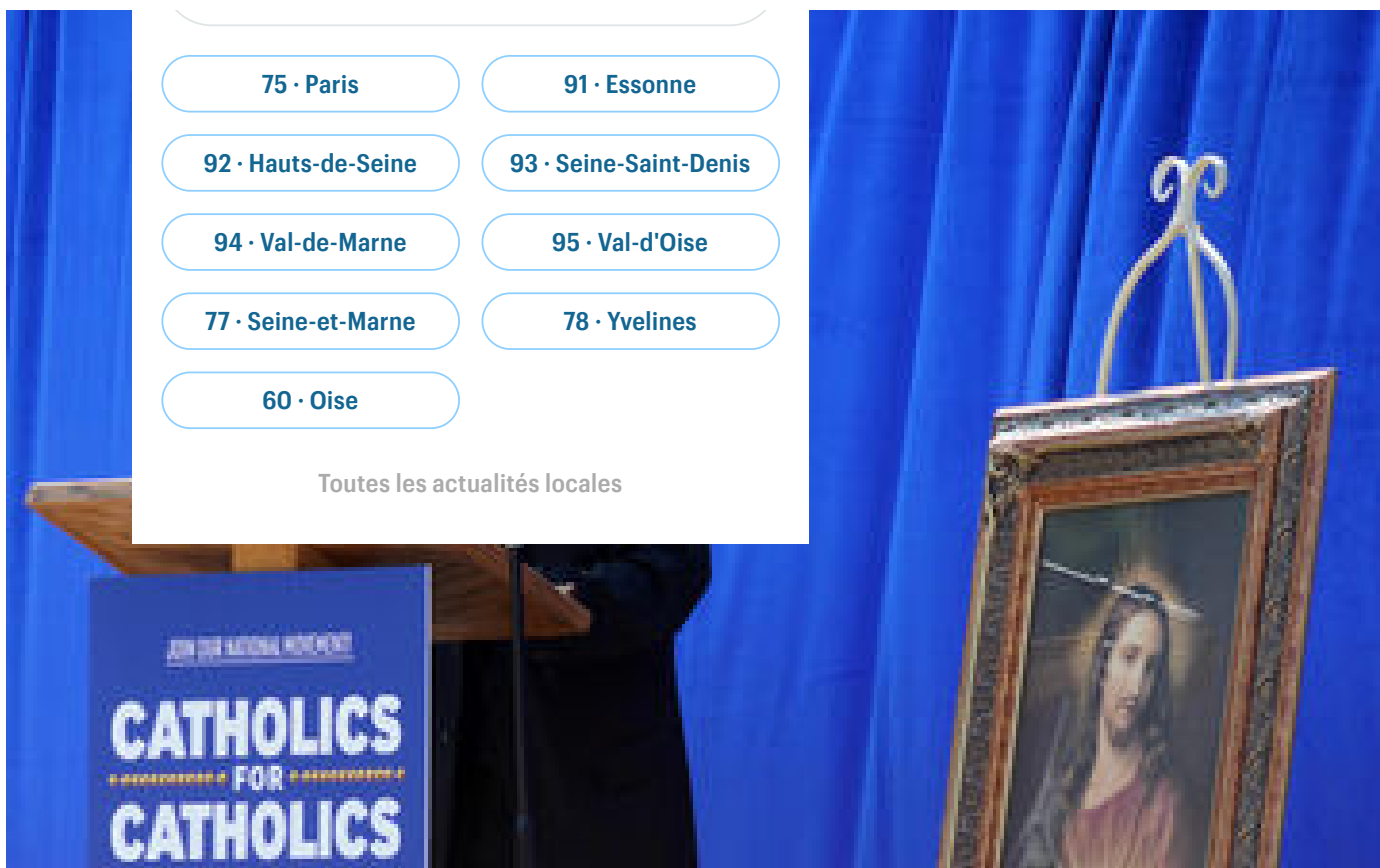 75 · Paris
91 · Essonne
92 · Hauts-de-Seine
93 · Seine-Saint-Denis
94 · Val-de-Marne
95 · Val-d'Oise
77 · Seine-et-Marne
78 · Yvelines
60 · Oise
Toutes les actualités locales
JOIN OUR NATIONAL MOVEMENT!
CATHOLICS
FOR
CATHOLICS